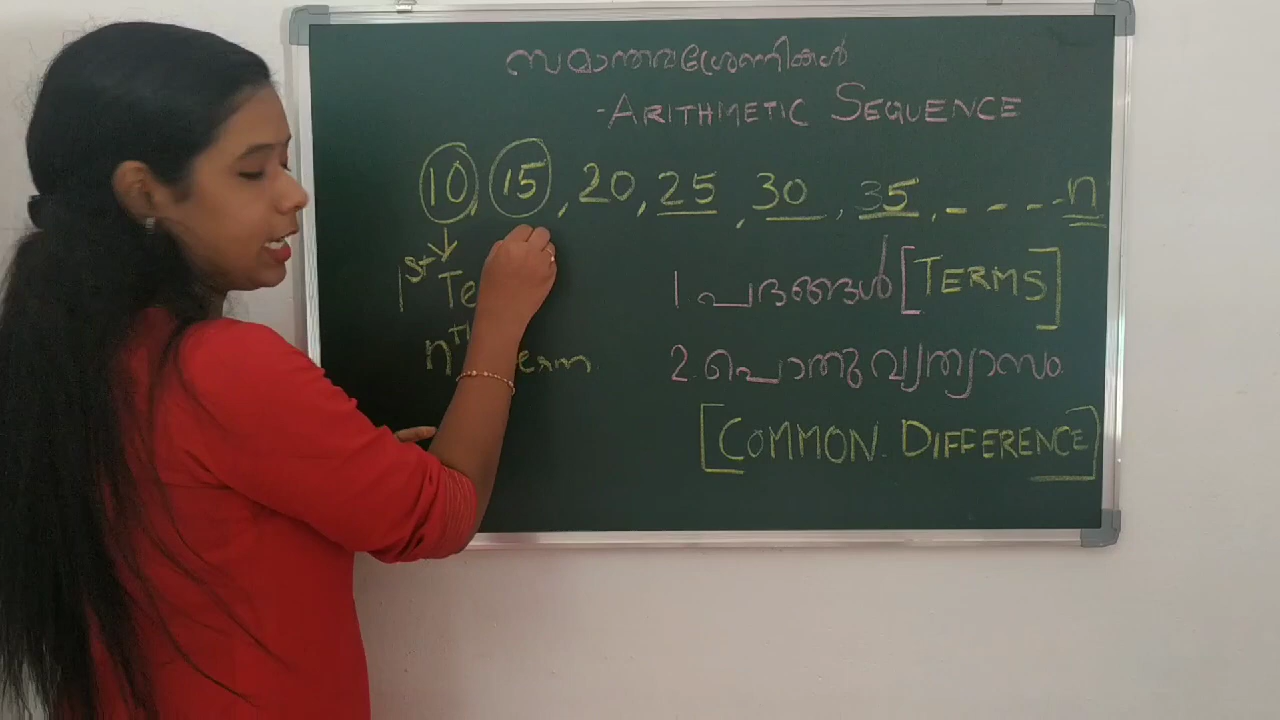 സമാന്തരശ്രേണികൾ
-ARITHMETIC SEQUENCE
10, 15, 20, 25, 30, 35, - - - - n
1st Te
nth erm
1. പദങ്ങൾ [TERMS]
2. പൊതുവ്യത്യാസം
[COMMON DIFFERENCE]